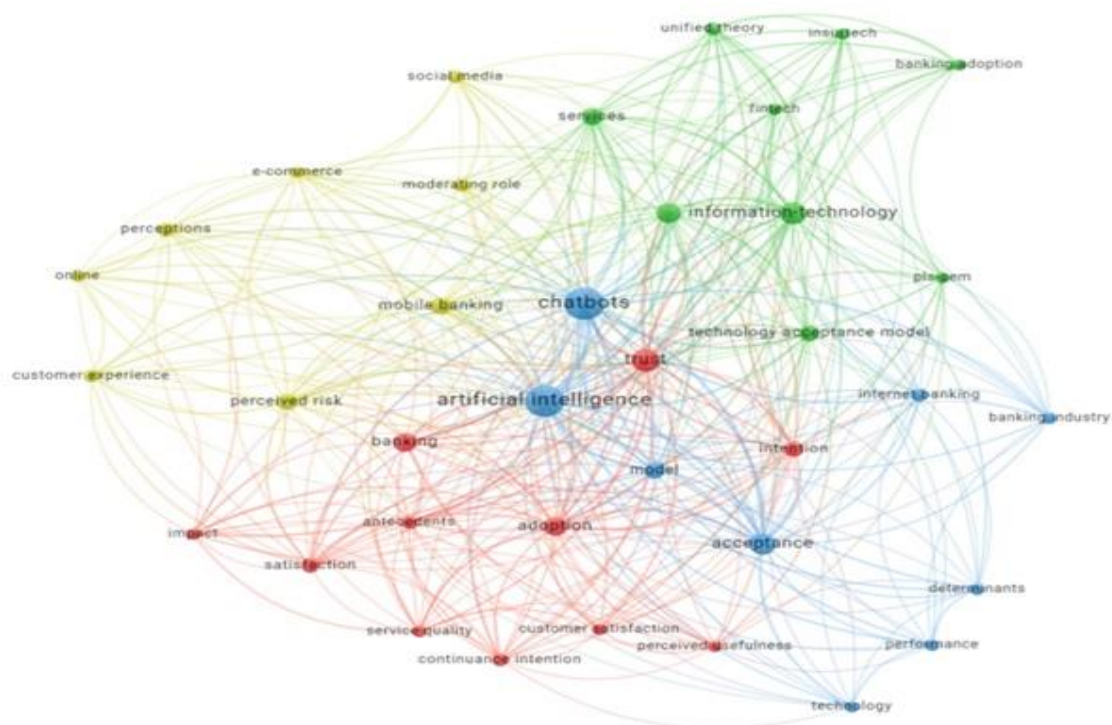 unified theory
insurtech
banking adoption
social media
fintech
services
e-commerce
moderating role
information-technology
perceptions
online
pls-sem
chatbots
mobile banking
technology acceptance model
trust
customer experience
artificial intelligence
internet banking
perceived risk
banking industry
banking
intention
model
antecedents
adoption
impact
acceptance
satisfaction
determinants
service quality
customer satisfaction
perceived usefulness
performance
continuance intention
technology